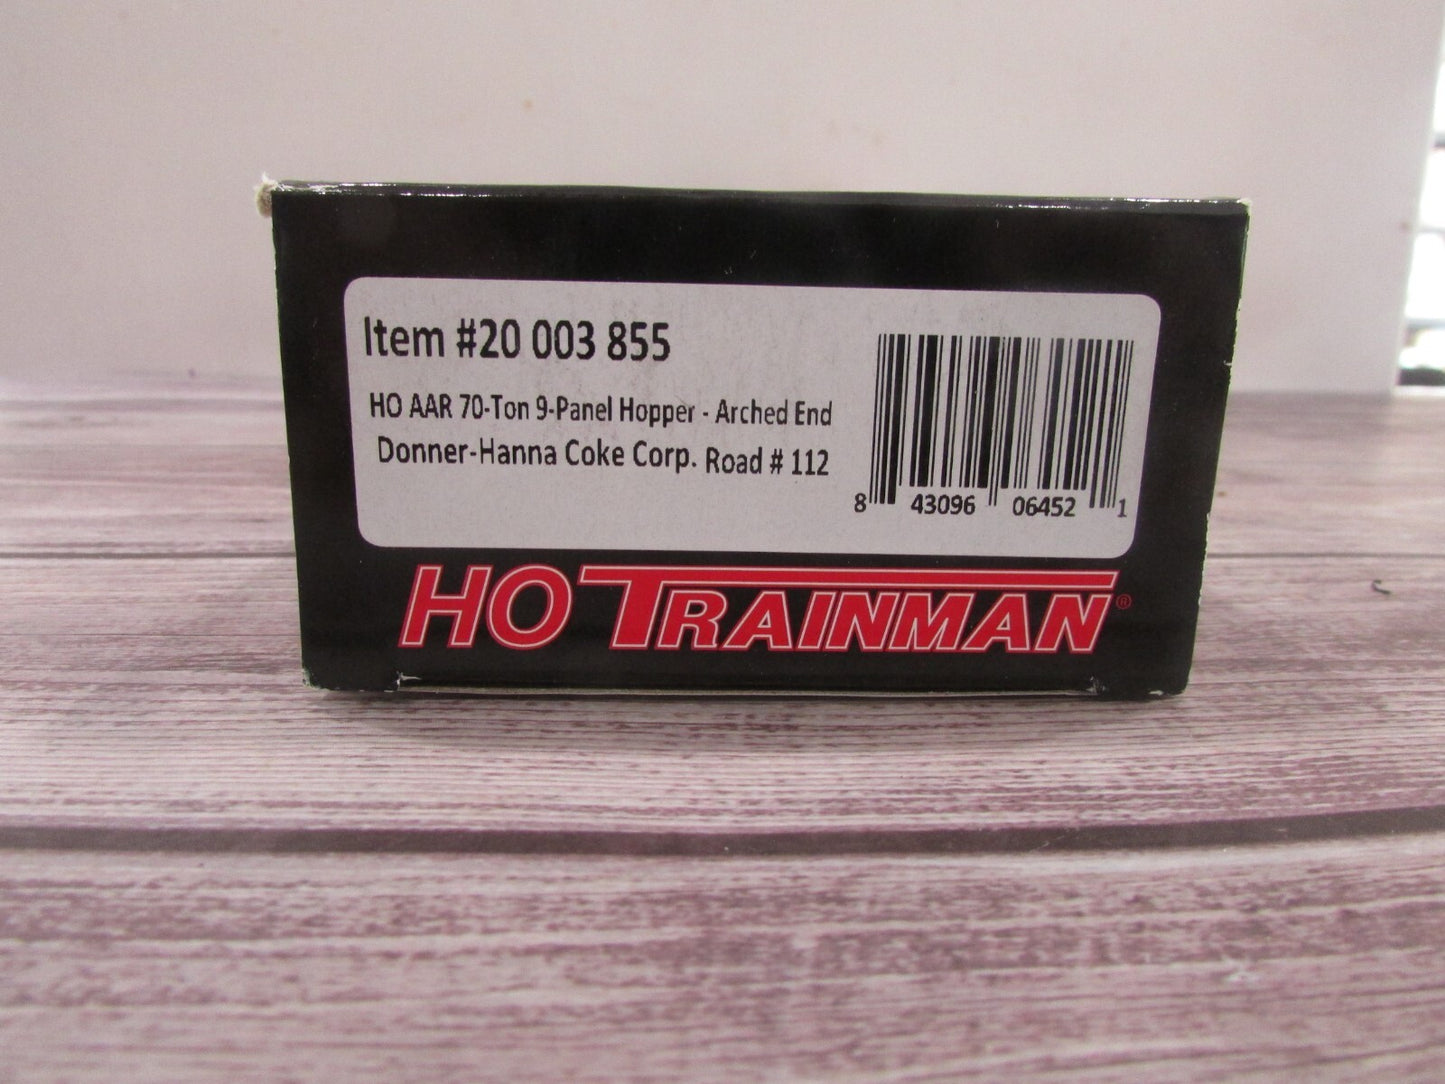 Item #20 003 855
HO AAR 70-Ton 9-Panel Hopper - Arched End
Donner-Hanna Coke Corp. Road # 112
8 43096 06452 1
HO TRAINMAN®